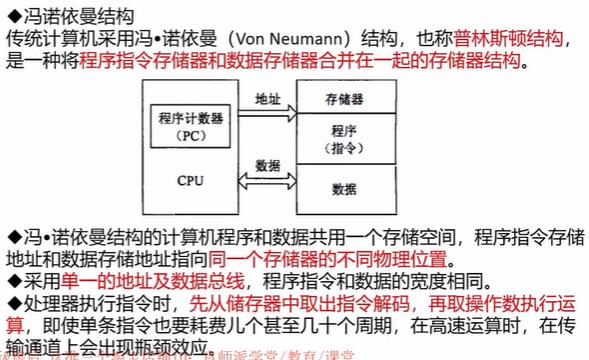 ◆冯诺依曼结构
传统计算机采用冯•诺依曼（Von Neumann）结构，也称普林斯顿结构，
是一种将程序指令存储器和数据存储器合并在一起的存储器结构。
程序计数器
（PC）
CPU
地址
数据
存储器
程序
（指令）
数据
◆冯•诺依曼结构的计算机程序和数据共用一个存储空间，程序指令存储
地址和数据存储地址指向同一个存储器的不同物理位置。
◆采用单一的地址及数据总线，程序指令和数据的宽度相同。
◆处理器执行指令时，先从储存器中取出指令解码，再取操作数执行运
算，即使单条指令也要耗费几个甚至几十个周期，在高速运算时，在传
输通道上会出现瓶颈效应。
师派学堂/教育/课堂